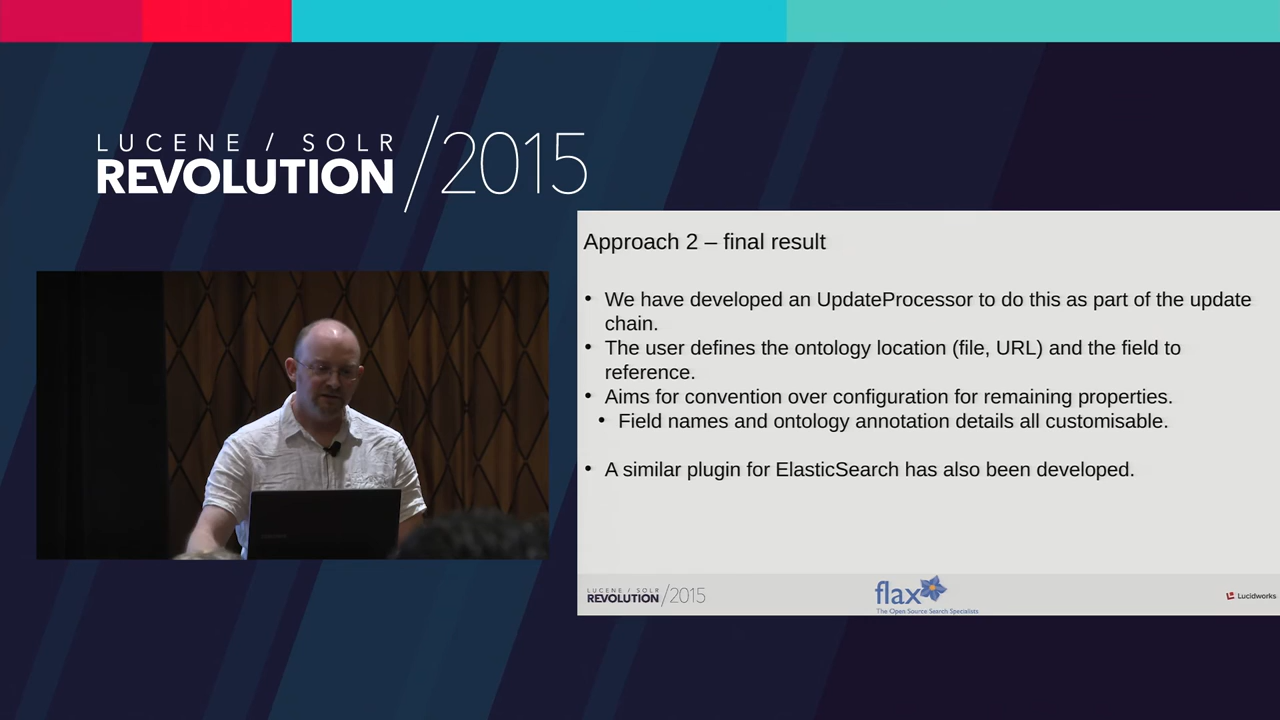 LUCENE / SOLR
REVOLUTION /2015
Approach 2 – final result
• We have developed an UpdateProcessor to do this as part of the update
chain.
• The user defines the ontology location (file, URL) and the field to
reference.
• Aims for convention over configuration for remaining properties.
• Field names and ontology annotation details all customisable.
• A similar plugin for ElasticSearch has also been developed.
LUCENE / SOLR
REVOLUTION /2015
flax
The Open Source Search Specialists
Lucidworks